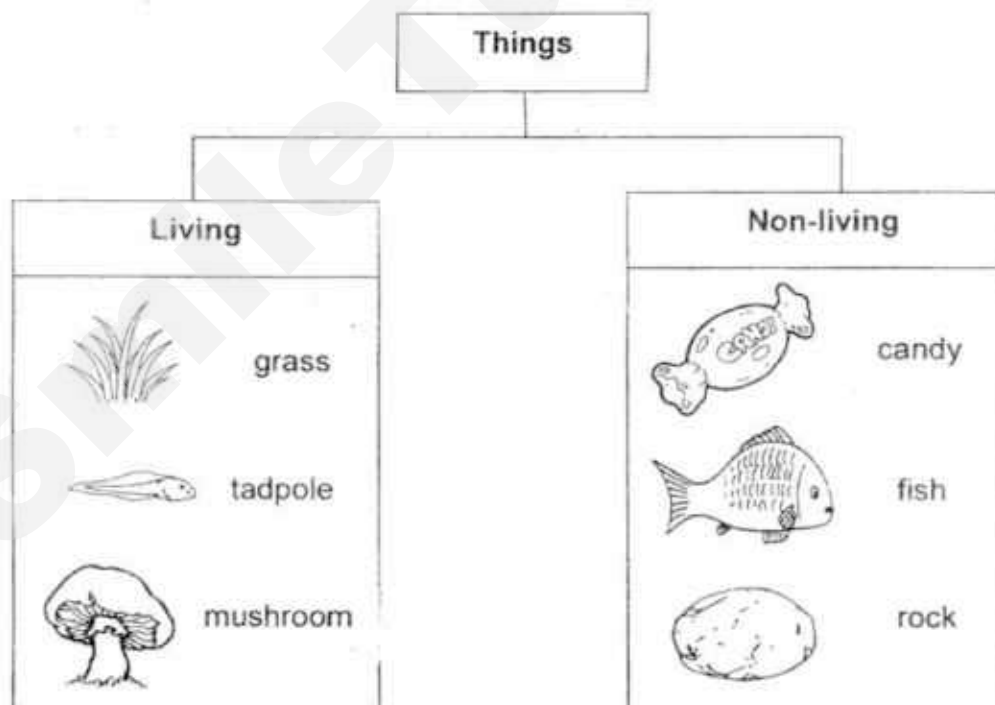 Things
Living
Non-living
grass
candy
tadpole
fish
mushroom
rock